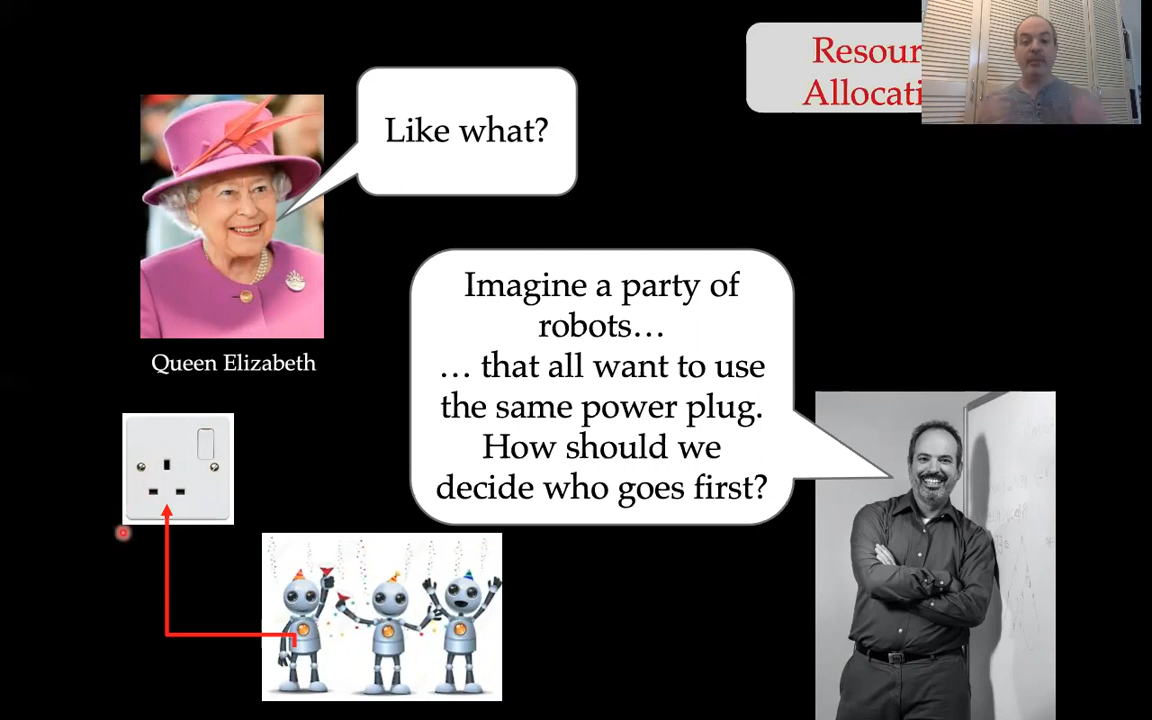 Resour
Allocati
Like what?
Queen Elizabeth
Imagine a party of
robots…
… that all want to use
the same power plug.
How should we
decide who goes first?